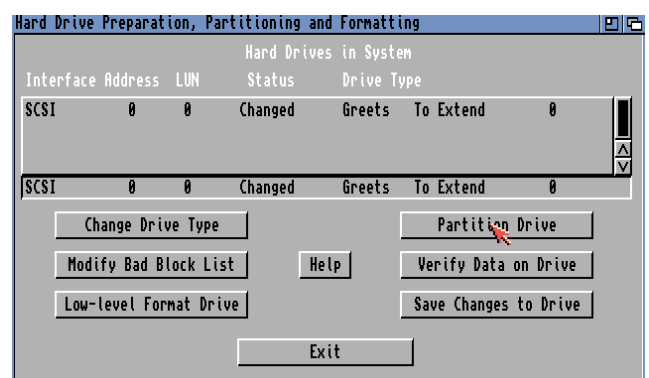 Hard Drive Preparation, Partitioning and Formatting
Hard Drives in System
Interface Address LUN Status Drive Type
SCSI 0 0 Changed Greets To Extend 0
SCSI 0 0 Changed Greets To Extend 0
Change Drive Type Partition Drive
Modify Bad Block List Help Verify Data on Drive
Low-level Format Drive Save Changes to Drive
Exit